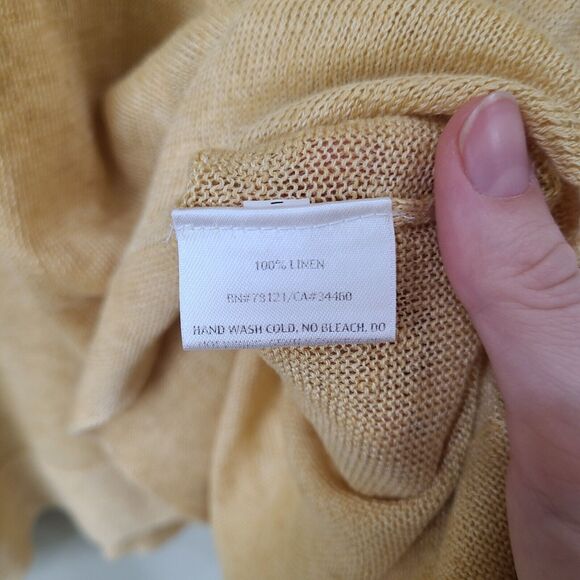 100% LINEN
RN#78121/CA#34460
HAND WASH COLD, NO BLEACH, DO